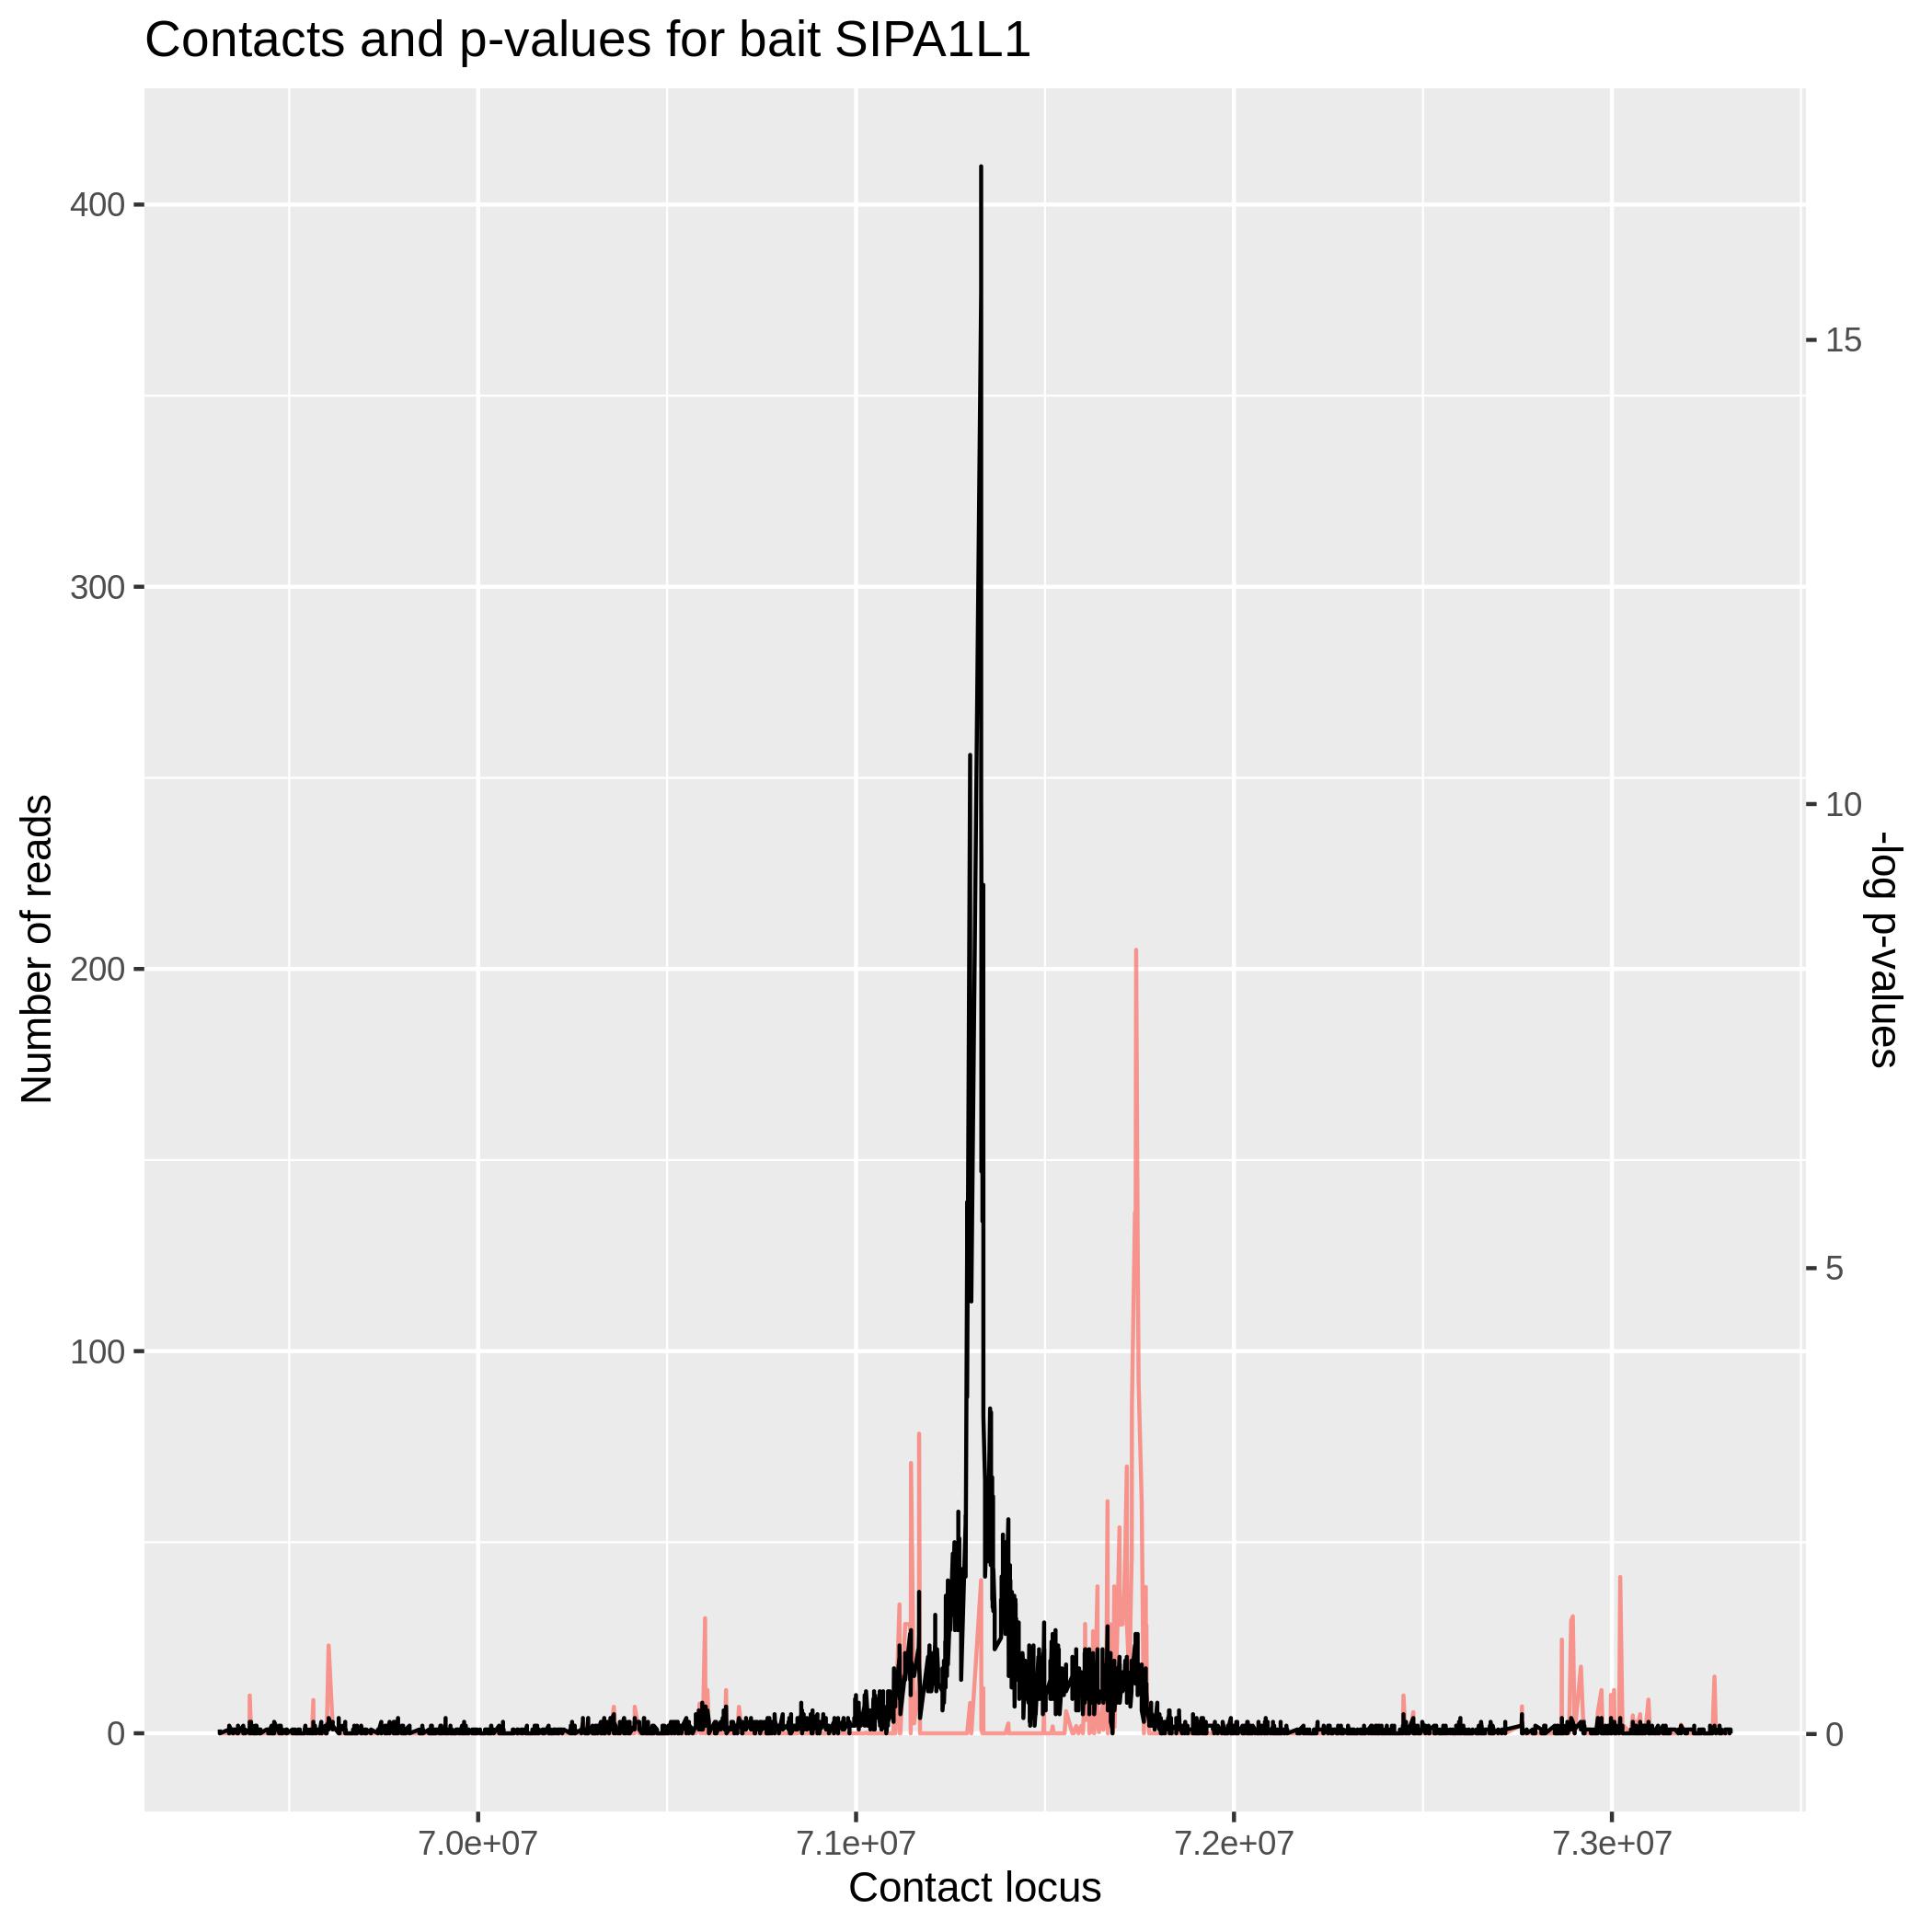 Contacts and p-values for bait SIPA1L1
400
300
200
100
0
Number of reads
15
10
5
0
-log p-values
7.0e+07
7.1e+07
7.2e+07
7.3e+07
Contact locus